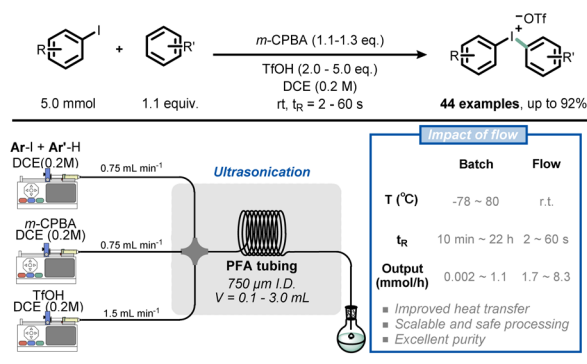 R
I
+
R'
m-CPBA (1.1-1.3 eq.)
TfOH (2.0 - 5.0 eq.)
DCE (0.2 M)
rt, tR = 2 - 60 s
R
I
+
−OTf
R'
5.0 mmol
1.1 equiv.
44 examples, up to 92%
Ar-I + Ar'-H
DCE(0.2M)
0.75 mL min-1
m-CPBA
DCE (0.2M)
0.75 mL min-1
TfOH
DCE (0.2M)
1.5 mL min-1
Ultrasonication
PFA tubing
750 μm I.D.
V = 0.1 - 3.0 mL
Impact of flow
Batch Flow
T (°C) -78 ~ 80 r.t.
tR 10 min ~ 22 h 2 ~ 60 s
Output (mmol/h) 0.002 ~ 1.1 1.7 ~ 8.3
■ Improved heat transfer
■ Scalable and safe processing
■ Excellent purity